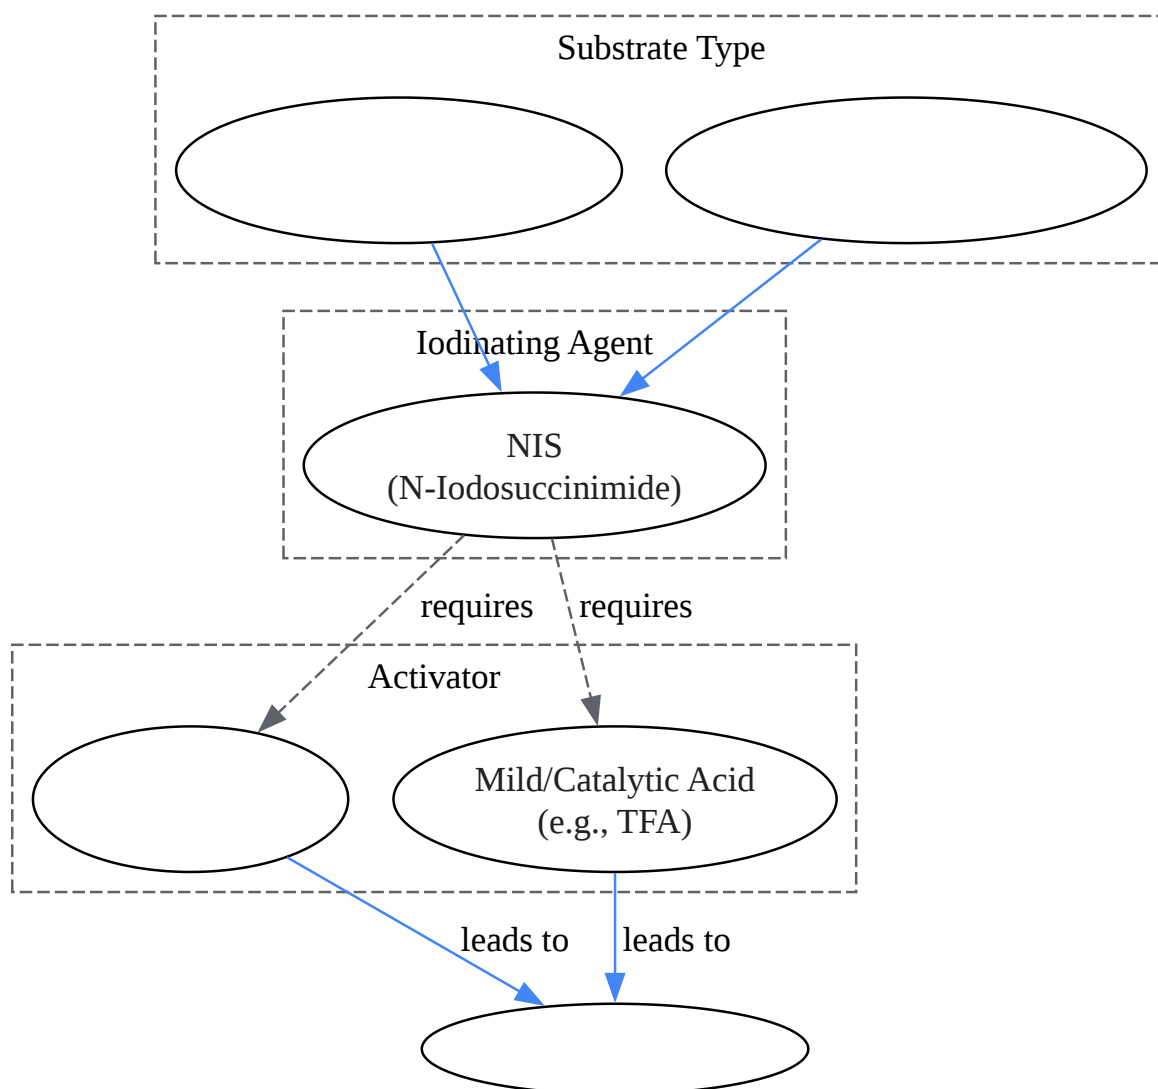 Substrate Type
Iodinating Agent
NIS
(N-Iodosuccinimide)
requires
requires
Activator
Mild/Catalytic Acid
(e.g., TFA)
leads to
leads to